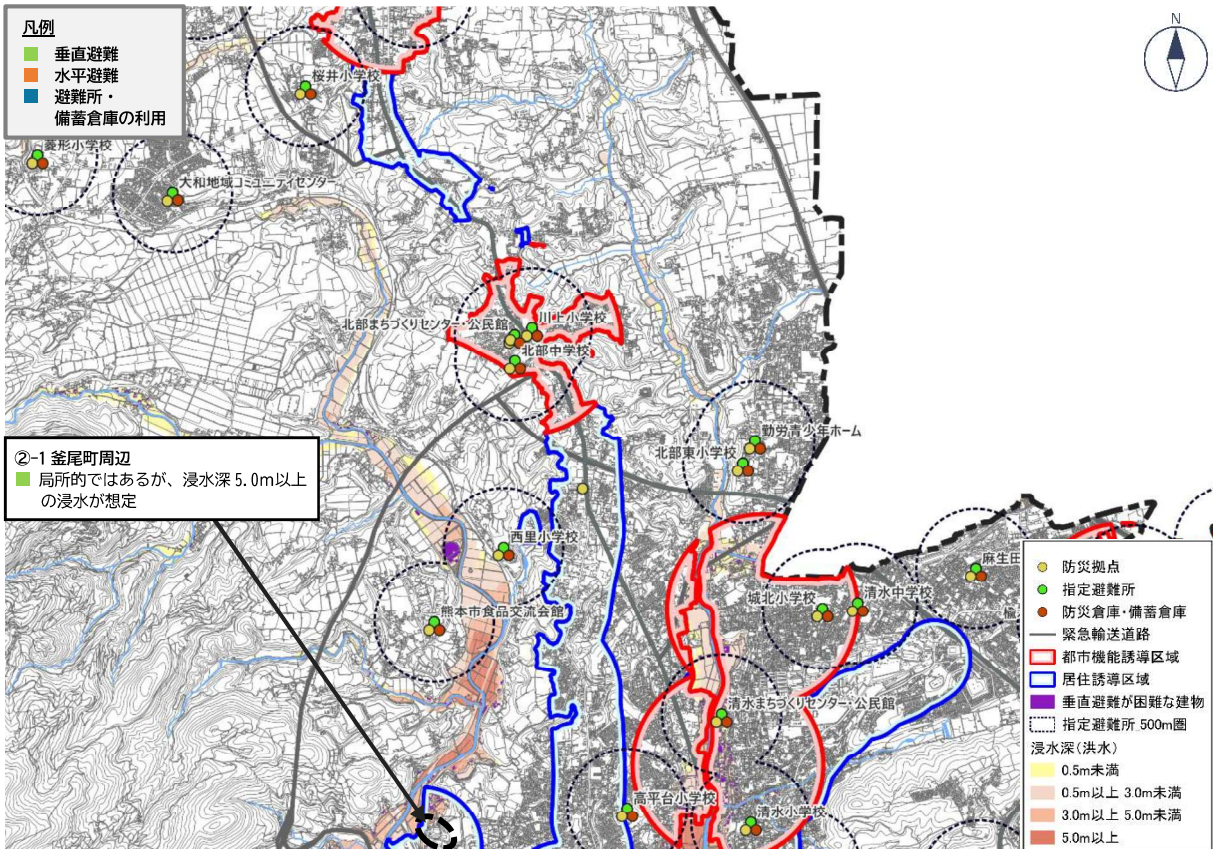 凡例
垂直避難
水平避難
避難所・
備蓄倉庫の利用
N
桜井小学校
菱形小学校
大和地域コミュニティセンター
北部まちづくりセンター・公民館
川上小学校
北部中学校
勤労青少年ホーム
北部東小学校
②-1 釜尾町周辺
局所的ではあるが、浸水深 5.0m以上
の浸水が想定
西里小学校
熊本市食品交流会館
麻生田
城北小学校
清水中学校
清水まちづくりセンター・公民館
高平台小学校
清水小学校
防災拠点
指定避難所
防災倉庫・備蓄倉庫
緊急輸送道路
都市機能誘導区域
居住誘導区域
垂直避難が困難な建物
指定避難所_500m圏
浸水深(洪水)
0.5m未満
0.5m以上 3.0m未満
3.0m以上 5.0m未満
5.0m以上